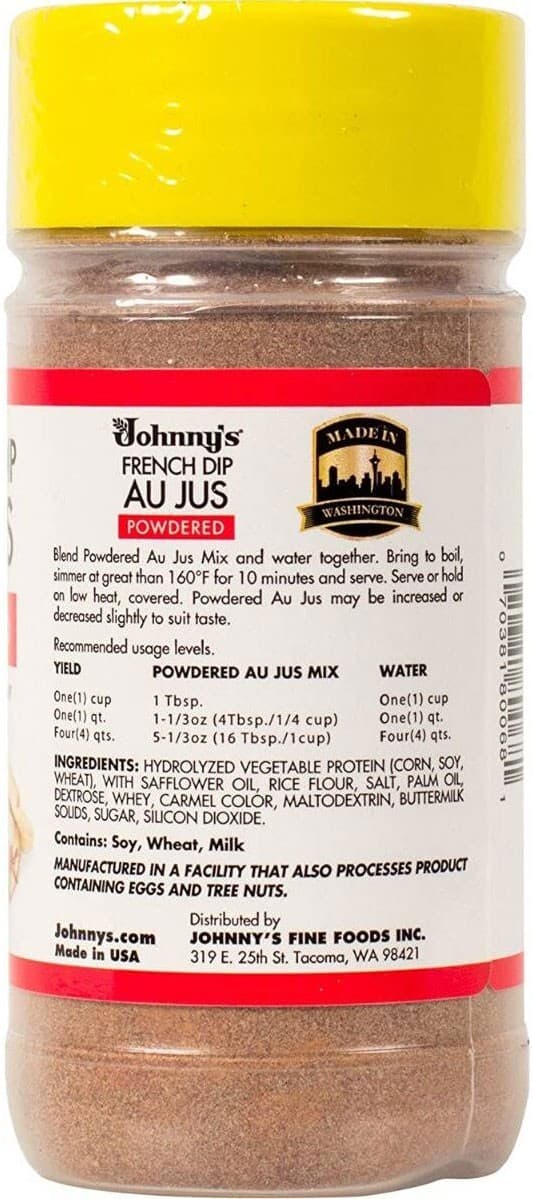 Johnny's
FRENCH DIP
AU JUS
POWDERED
MADE IN
WASHINGTON
Blend Powdered Au Jus Mix and water together. Bring to boil,
simmer at great than 160°F for 10 minutes and serve. Serve or hold
on low heat, covered. Powdered Au Jus may be increased or
decreased slightly to suit taste.
Recommended usage levels.
YIELD POWDERED AU JUS MIX WATER
One(1) cup 1 Tbsp. One(1) cup
One(1) qt. 1-1/3oz (4Tbsp./1/4 cup) One(1) qt.
Four(4) qts. 5-1/3oz (16 Tbsp./1cup) Four(4) qts.
INGREDIENTS: HYDROLYZED VEGETABLE PROTEIN (CORN, SOY,
WHEAT), WITH SAFFLOWER OIL, RICE FLOUR, SALT, PALM OIL,
DEXTROSE, WHEY, CARMEL COLOR, MALTODEXTRIN, BUTTERMILK
SOLIDS, SUGAR, SILICON DIOXIDE.
Contains: Soy, Wheat, Milk
MANUFACTURED IN A FACILITY THAT ALSO PROCESSES PRODUCT
CONTAINING EGGS AND TREE NUTS.
Johnnys.com
Made in USA
Distributed by
JOHNNY'S FINE FOODS INC.
319 E. 25th St. Tacoma, WA 98421
0 70381 80068 1